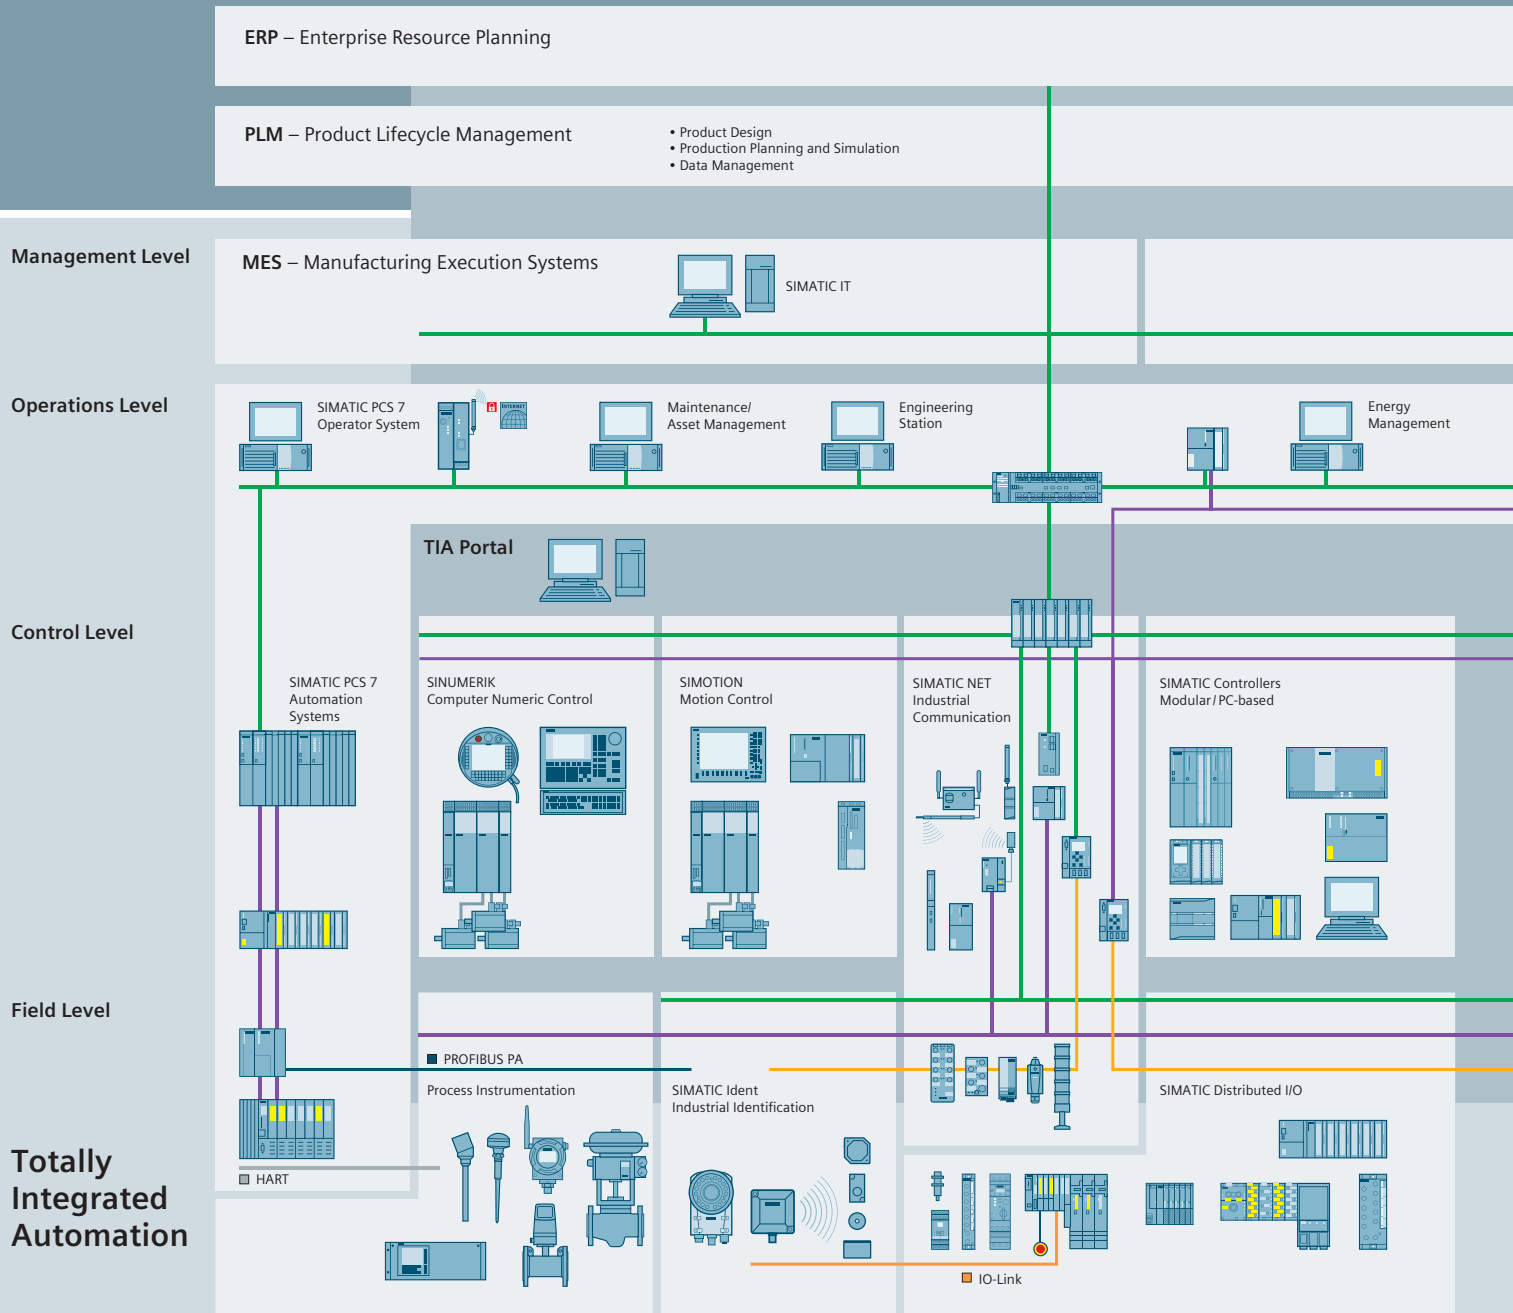 ERP – Enterprise Resource Planning
PLM – Product Lifecycle Management
• Product Design
• Production Planning and Simulation
• Data Management
Management Level
MES – Manufacturing Execution Systems
SIMATIC IT
Operations Level
SIMATIC PCS 7
Operator System
INTERNET
Maintenance/
Asset Management
Engineering
Station
Energy
Management
TIA Portal
Control Level
SIMATIC PCS 7
Automation
Systems
SINUMERIK
Computer Numeric Control
SIMOTION
Motion Control
SIMATIC NET
Industrial
Communication
SIMATIC Controllers
Modular/PC-based
Field Level
PROFIBUS PA
Process Instrumentation
SIMATIC Ident
Industrial Identification
SIMATIC Distributed I/O
HART
IO-Link
Totally
Integrated
Automation